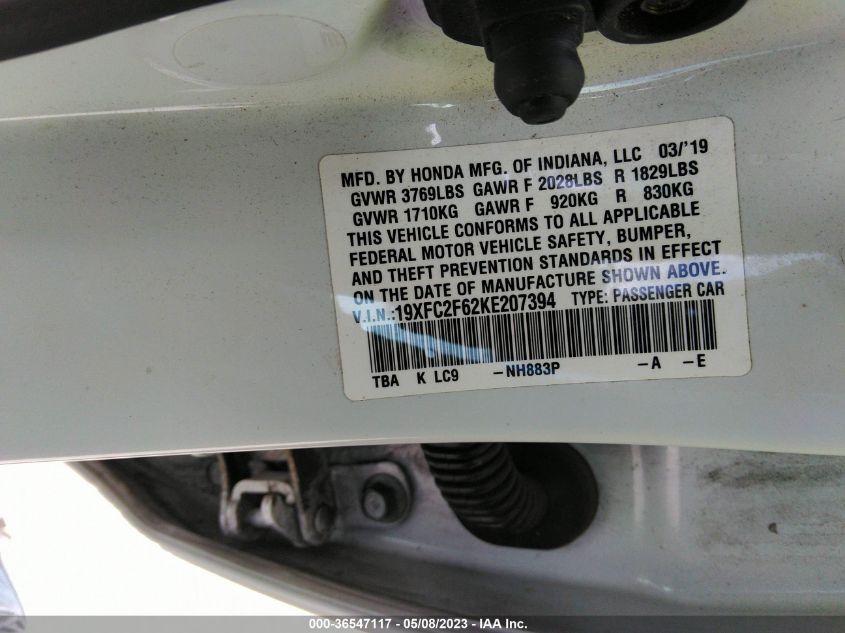 MFD. BY HONDA MFG. OF INDIANA, LLC 03/'19
GVWR 3769LBS GAWR F 2028LBS R 1829LBS
GVWR 1710KG GAWR F 920KG R 830KG
THIS VEHICLE CONFORMS TO ALL APPLICABLE
FEDERAL MOTOR VEHICLE SAFETY, BUMPER,
AND THEFT PREVENTION STANDARDS IN EFFECT
ON THE DATE OF MANUFACTURE SHOWN ABOVE.
V.I.N.:19XFC2F62KE207394 TYPE: PASSENGER CAR
TBA K LC9 -NH883P -A -E
000-36547117 - 05/08/2023 - IAA Inc.